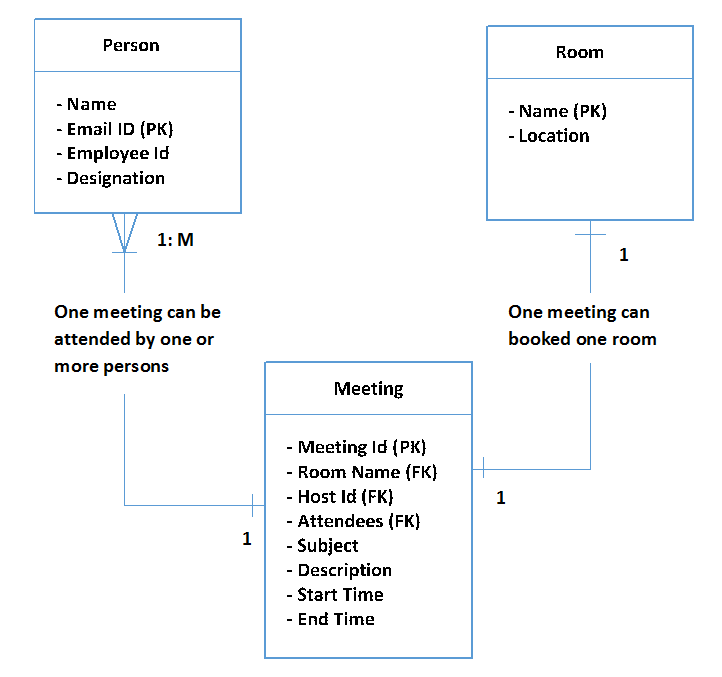 Person
- Name
- Email ID (PK)
- Employee Id
- Designation
1: M
One meeting can be
attended by one or
more persons
1
Room
- Name (PK)
- Location
1
One meeting can
booked one room
1
Meeting
- Meeting Id (PK)
- Room Name (FK)
- Host Id (FK)
- Attendees (FK)
- Subject
- Description
- Start Time
- End Time